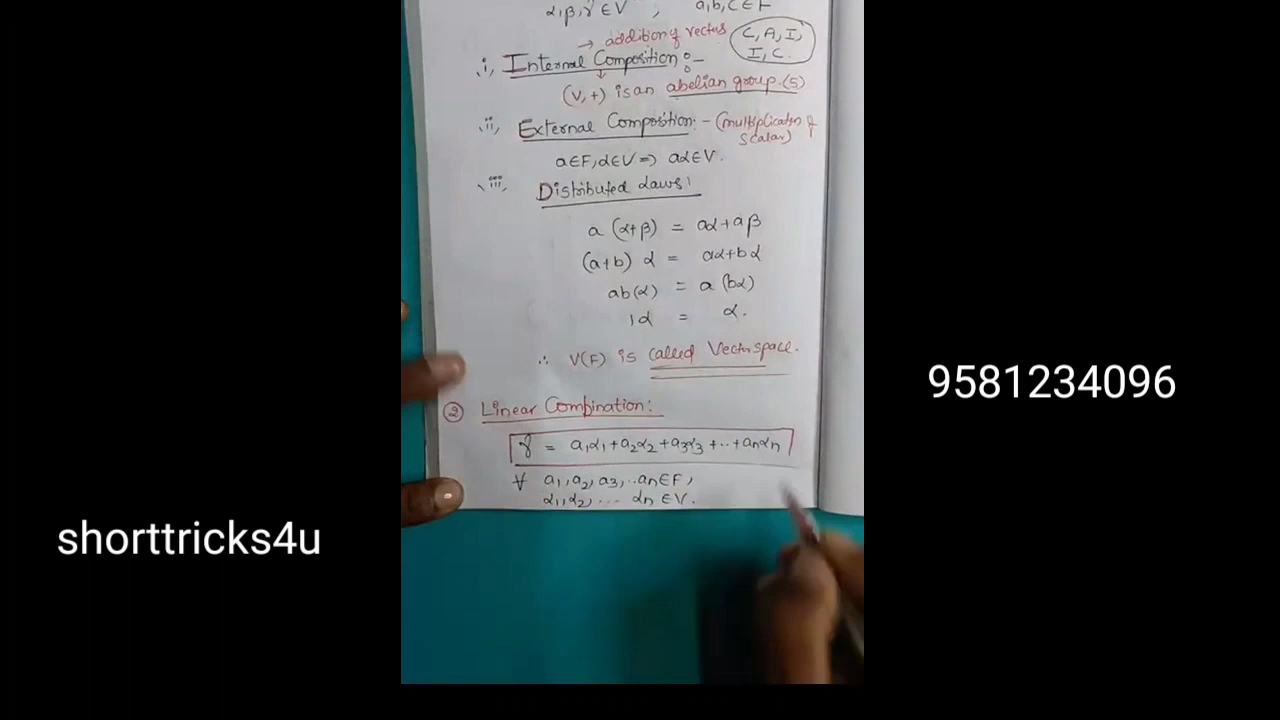 α, β, γ ∈ V , a, b, c ∈ F
→ addition of vectors
C, A, I,
I, C.
i, Internal Composition :-
(V, +) is an abelian group. (5)
ii, External Composition: - (multiplication of
scalar)
a ∈ F, α ∈ V => aα ∈ V.
iii, Distributed Laws:
a (α+β) = aα + aβ
(a+b) α = aα + bα
ab(α) = a (bα)
1α = α.
∴ V(F) is called Vector space.
② Linear Combination:
γ = a₁α₁ + a₂α₂ + a₃α₃ + .. + aₙαₙ
∀ a₁, a₂, a₃, .. aₙ ∈ F,
α₁, α₂, ... αₙ ∈ V.
9581234096
shorttricks4u